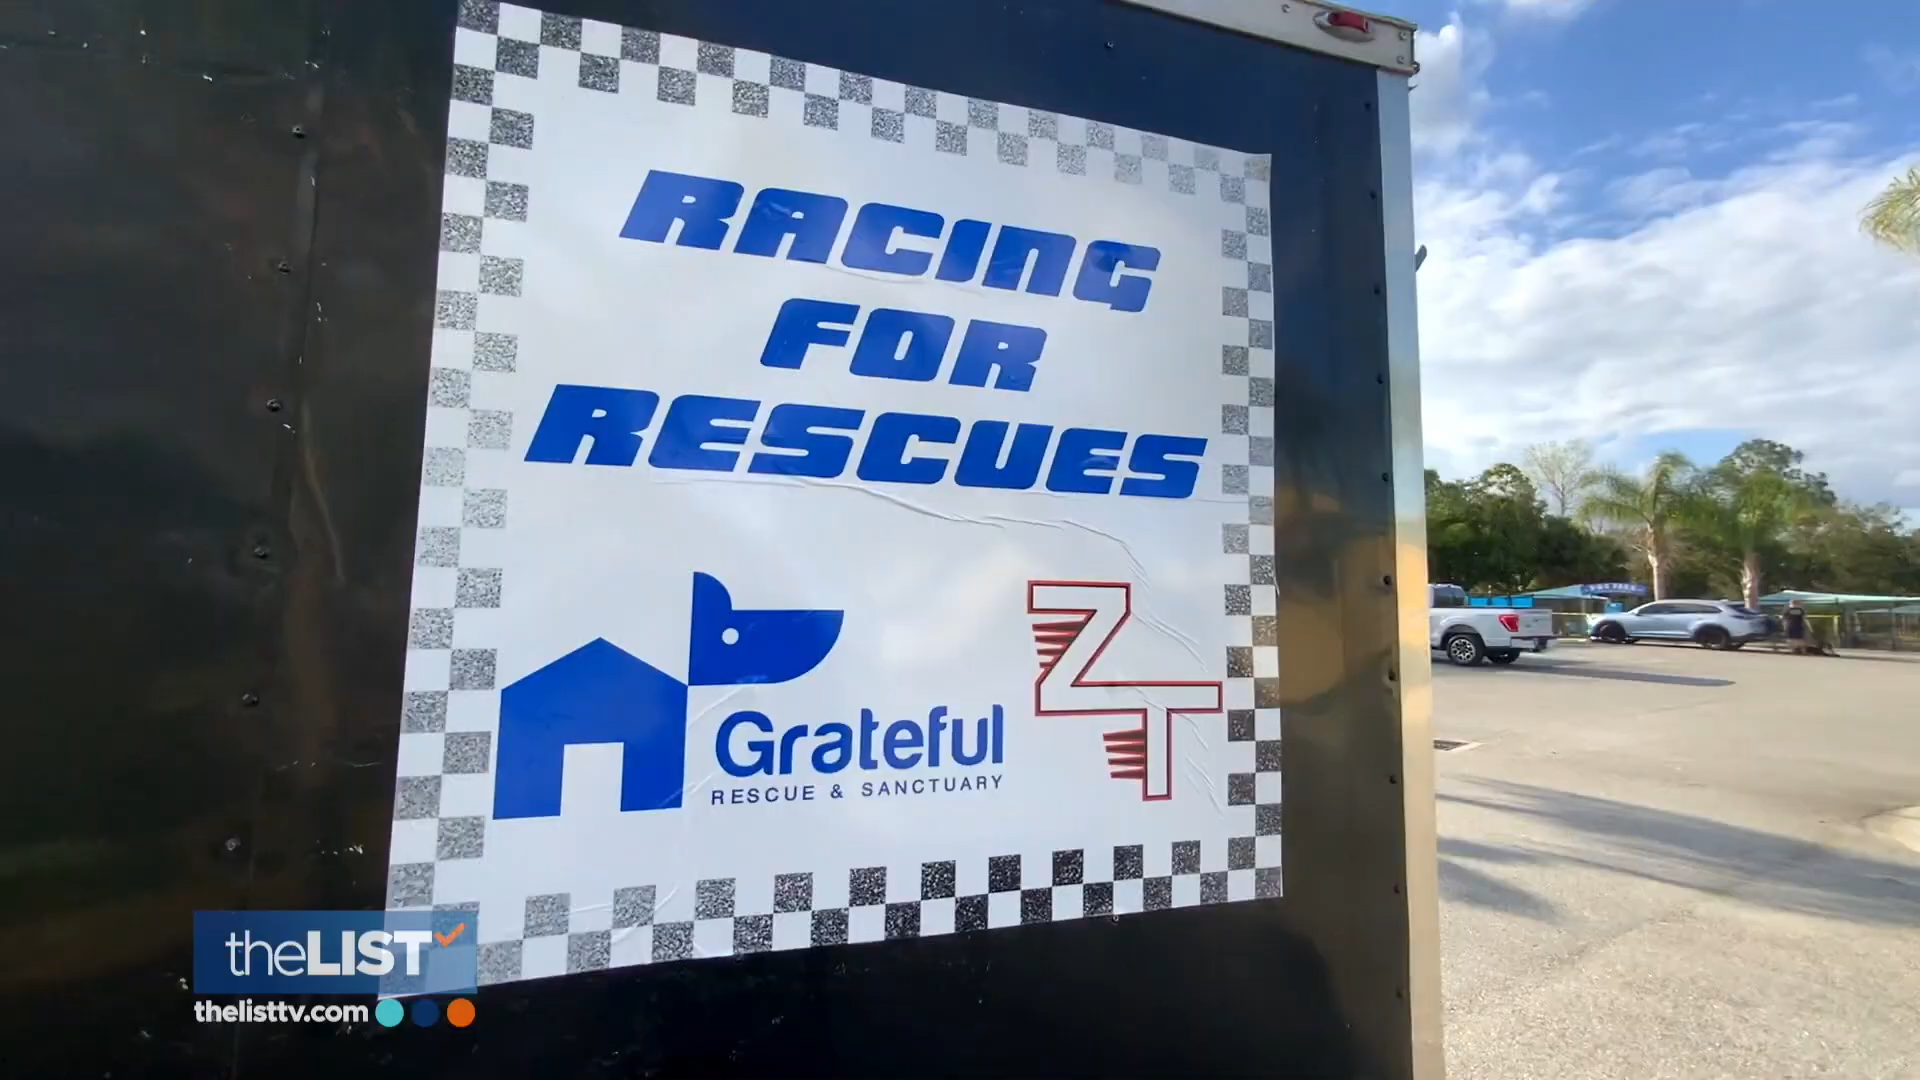 RACING
FOR
RESCUES
Grateful
RESCUE & SANCTUARY
ZT
theLIST
thelisttv.com